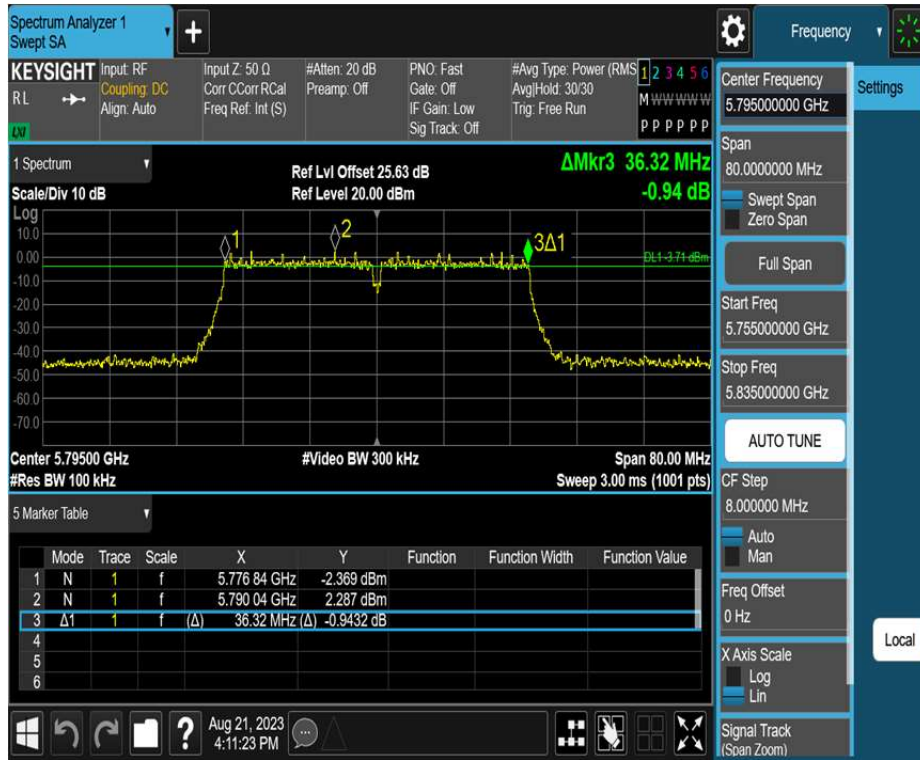 Spectrum Analyzer 1
Swept SA
+
Frequency
KEYSIGHT
RL
LXI
Input: RF
Coupling: DC
Align: Auto
Input Z: 50 Ω
Corr CCorr RCal
Freq Ref: Int (S)
#Atten: 20 dB
Preamp: Off
PNO: Fast
Gate: Off
IF Gain: Low
Sig Track: Off
#Avg Type: Power (RMS
Avg|Hold: 30/30
Trig: Free Run
1 2 3 4 5 6
M W W W W W
P P P P P P
1 Spectrum
Scale/Div 10 dB
Ref Lvl Offset 25.63 dB
Ref Level 20.00 dBm
ΔMkr3 36.32 MHz
-0.94 dB
Log
10.0
0.00
-10.0
-20.0
-30.0
-40.0
-50.0
-60.0
-70.0
1
2
3Δ1
DL1 -3.71 dBm
Center 5.79500 GHz
#Video BW 300 kHz
Span 80.00 MHz
#Res BW 100 kHz
Sweep 3.00 ms (1001 pts)
5 Marker Table
Mode Trace Scale X Y Function Function Width Function Value
1 N 1 f 5.776 84 GHz -2.369 dBm
2 N 1 f 5.790 04 GHz 2.287 dBm
3 Δ1 1 f (Δ) 36.32 MHz (Δ) -0.9432 dB
4
5
6
Aug 21, 2023
4:11:23 PM
?
Center Frequency
5.795000000 GHz
Settings
Span
80.0000000 MHz
Swept Span
Zero Span
Full Span
Start Freq
5.755000000 GHz
Stop Freq
5.835000000 GHz
AUTO TUNE
CF Step
8.000000 MHz
Auto
Man
Freq Offset
0 Hz
X Axis Scale
Log
Lin
Local
Signal Track
(Span Zoom)